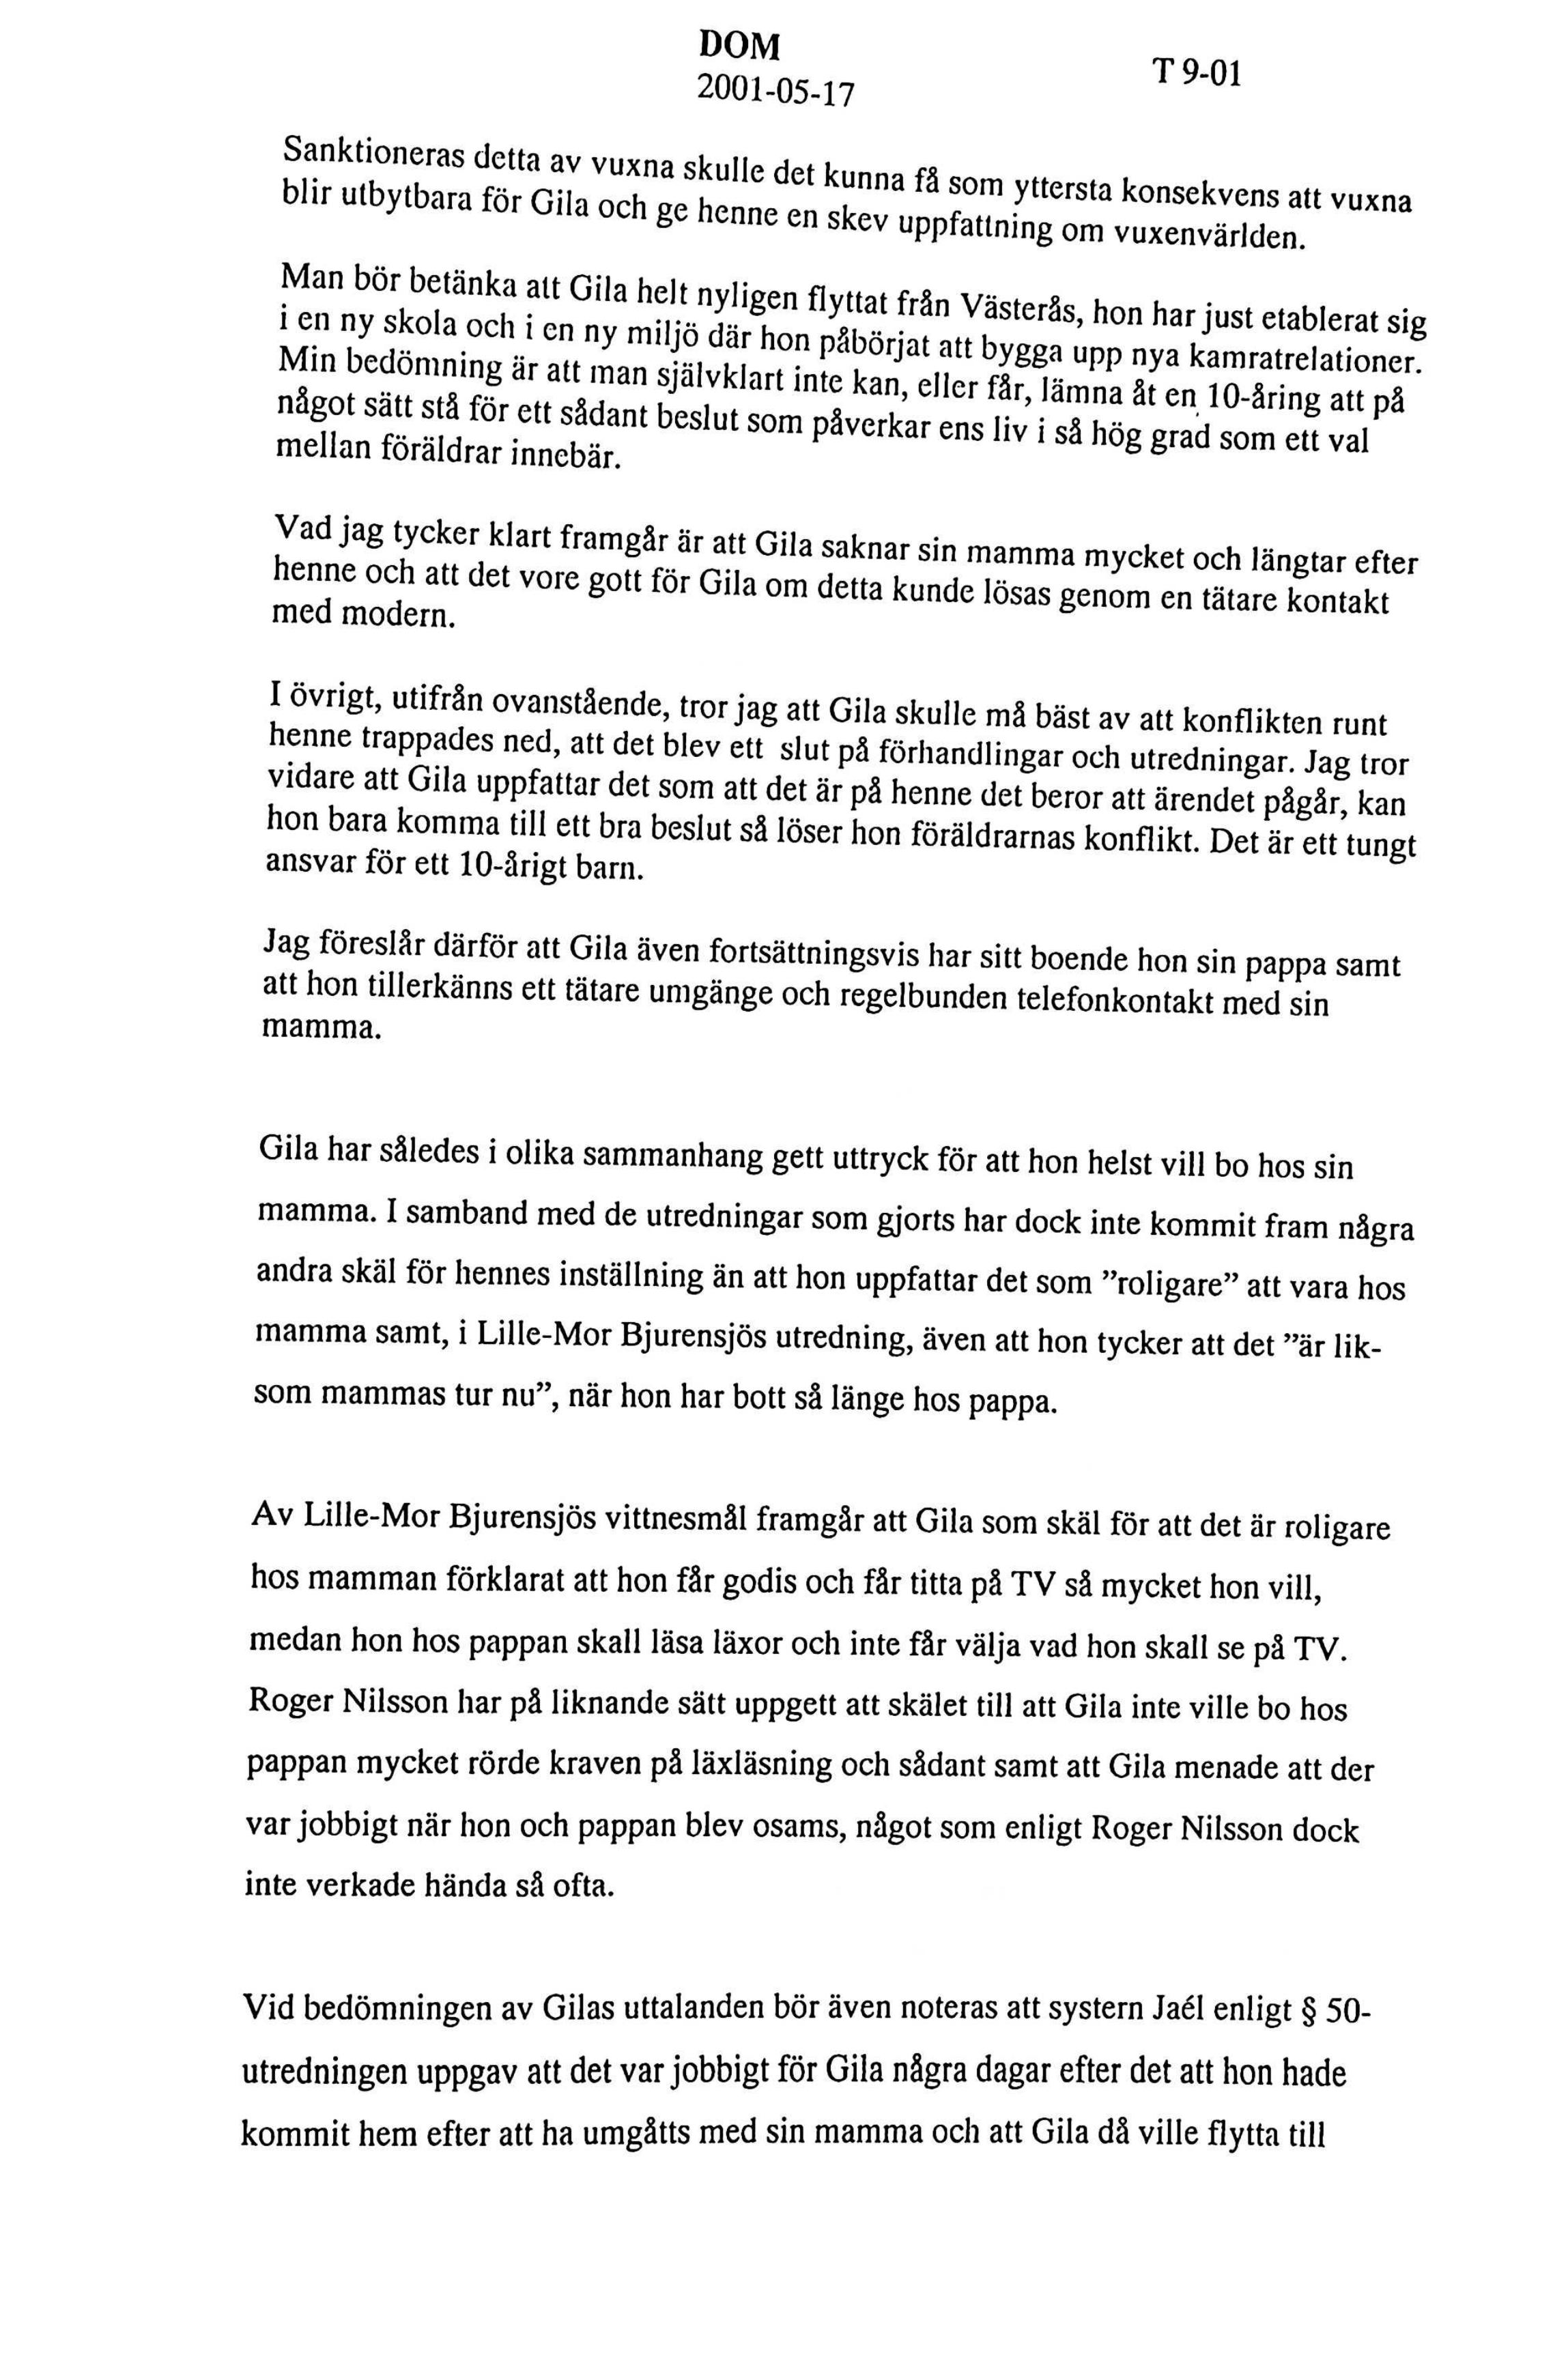 DOM
2001-05-17
T 9-01
Sanktioneras detta av vuxna skulle det kunna få som yttersta konsekvens att vuxna
blir utbytbara för Gila och ge henne en skev uppfattning om vuxenvärlden.
Man bör betänka att Gila helt nyligen flyttat från Västerås, hon har just etablerat sig
i en ny skola och i en ny miljö där hon påbörjat att bygga upp nya kamratrelationer.
Min bedömning är att man självklart inte kan, eller får, lämna åt en 10-åring att på
något sätt stå för ett sådant beslut som påverkar ens liv i så hög grad som ett val
mellan föräldrar innebär.
Vad jag tycker klart framgår är att Gila saknar sin mamma mycket och längtar efter
henne och att det vore gott för Gila om detta kunde lösas genom en tätare kontakt
med modern.
I övrigt, utifrån ovanstående, tror jag att Gila skulle må bäst av att konflikten runt
henne trappades ned, att det blev ett slut på förhandlingar och utredningar. Jag tror
vidare att Gila uppfattar det som att det är på henne det beror att ärendet pågår, kan
hon bara komma till ett bra beslut så löser hon föräldrarnas konflikt. Det är ett tungt
ansvar för ett 10-årigt barn.
Jag föreslår därför att Gila även fortsättningsvis har sitt boende hon sin pappa samt
att hon tillerkänns ett tätare umgänge och regelbunden telefonkontakt med sin
mamma.
Gila har således i olika sammanhang gett uttryck för att hon helst vill bo hos sin
mamma. I samband med de utredningar som gjorts har dock inte kommit fram några
andra skäl för hennes inställning än att hon uppfattar det som ”roligare” att vara hos
mamma samt, i Lille-Mor Bjurensjös utredning, även att hon tycker att det ”är lik-
som mammas tur nu”, när hon har bott så länge hos pappa.
Av Lille-Mor Bjurensjös vittnesmål framgår att Gila som skäl för att det är roligare
hos mamman förklarat att hon får godis och får titta på TV så mycket hon vill,
medan hon hos pappan skall läsa läxor och inte får välja vad hon skall se på TV.
Roger Nilsson har på liknande sätt uppgett att skälet till att Gila inte ville bo hos
pappan mycket rörde kraven på läxläsning och sådant samt att Gila menade att der
var jobbigt när hon och pappan blev osams, något som enligt Roger Nilsson dock
inte verkade hända så ofta.
Vid bedömningen av Gilas uttalanden bör även noteras att systern Jaél enligt § 50-
utredningen uppgav att det var jobbigt för Gila några dagar efter det att hon hade
kommit hem efter att ha umgåtts med sin mamma och att Gila då ville flytta till